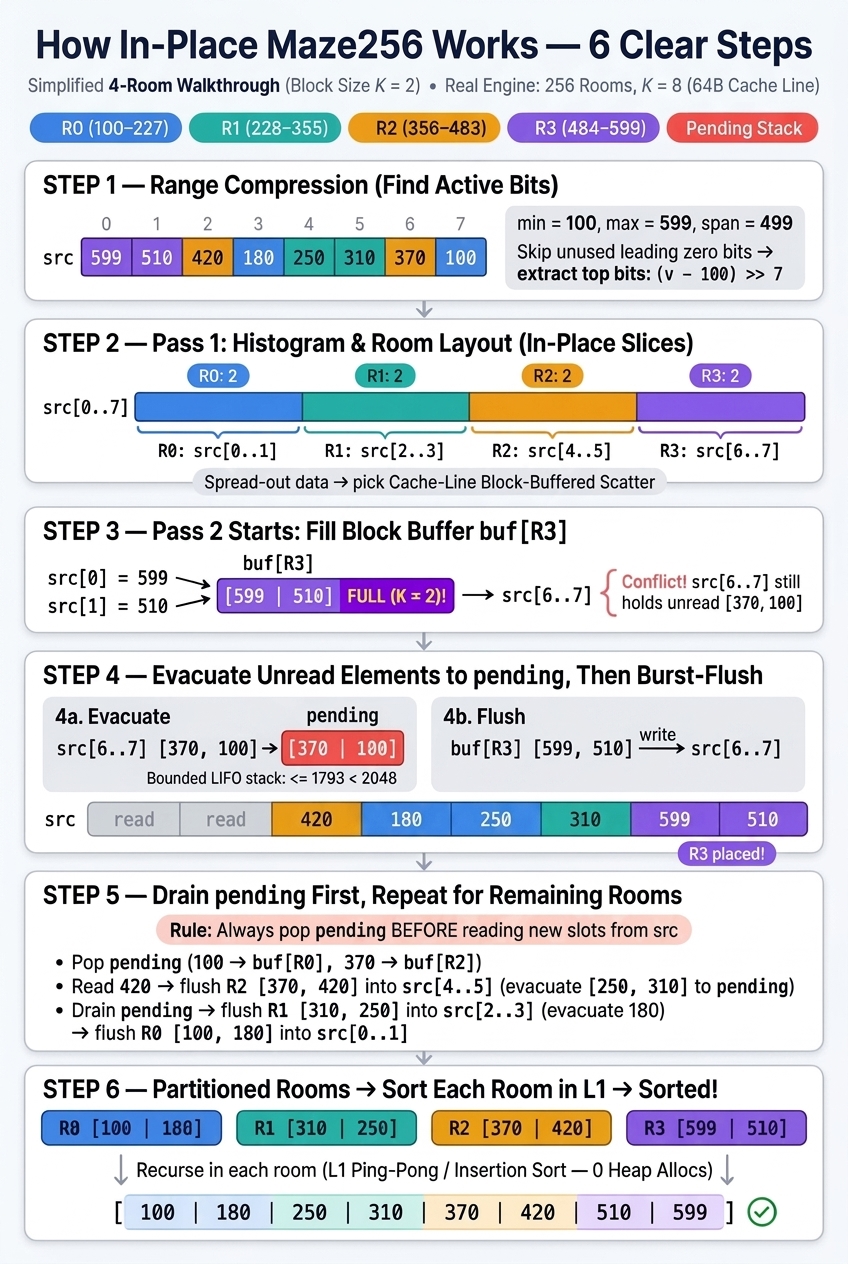 How In-Place Maze256 Works — 6 Clear Steps
Simplified 4-Room Walkthrough (Block Size K = 2) • Real Engine: 256 Rooms, K = 8 (64B Cache Line)
R0 (100–227) R1 (228–355) R2 (356–483) R3 (484–599) Pending Stack
STEP 1 — Range Compression (Find Active Bits)
0 1 2 3 4 5 6 7
src 599 510 420 180 250 310 370 100
min = 100, max = 599, span = 499
Skip unused leading zero bits →
extract top bits: (v − 100) >> 7
STEP 2 — Pass 1: Histogram & Room Layout (In-Place Slices)
R0: 2 R1: 2 R2: 2 R3: 2
src[0..7]
R0: src[0..1] R1: src[2..3] R2: src[4..5] R3: src[6..7]
Spread-out data → pick Cache-Line Block-Buffered Scatter
STEP 3 — Pass 2 Starts: Fill Block Buffer buf[R3]
buf[R3]
src[0] = 599
src[1] = 510
[599 | 510] FULL (K = 2)! → src[6..7]
Conflict! src[6..7] still
holds unread [370, 100]
STEP 4 — Evacuate Unread Elements to pending, Then Burst-Flush
4a. Evacuate pending
src[6..7] [370, 100] → [370 | 100]
Bounded LIFO stack: <= 1793 < 2048
4b. Flush
write
buf[R3] [599, 510] → src[6..7]
src read read 420 180 250 310 599 510
R3 placed!
STEP 5 — Drain pending First, Repeat for Remaining Rooms
Rule: Always pop pending BEFORE reading new slots from src
• Pop pending (100 → buf[R0], 370 → buf[R2])
• Read 420 → flush R2 [370, 420] into src[4..5] (evacuate [250, 310] to pending)
• Drain pending → flush R1 [310, 250] into src[2..3] (evacuate 180)
→ flush R0 [100, 180] into src[0..1]
STEP 6 — Partitioned Rooms → Sort Each Room in L1 → Sorted!
R0 [100 | 180] R1 [310 | 250] R2 [370 | 420] R3 [599 | 510]
Recurse in each room (L1 Ping-Pong / Insertion Sort — 0 Heap Allocs)
[ 100 | 180 | 250 | 310 | 370 | 420 | 510 | 599 ]